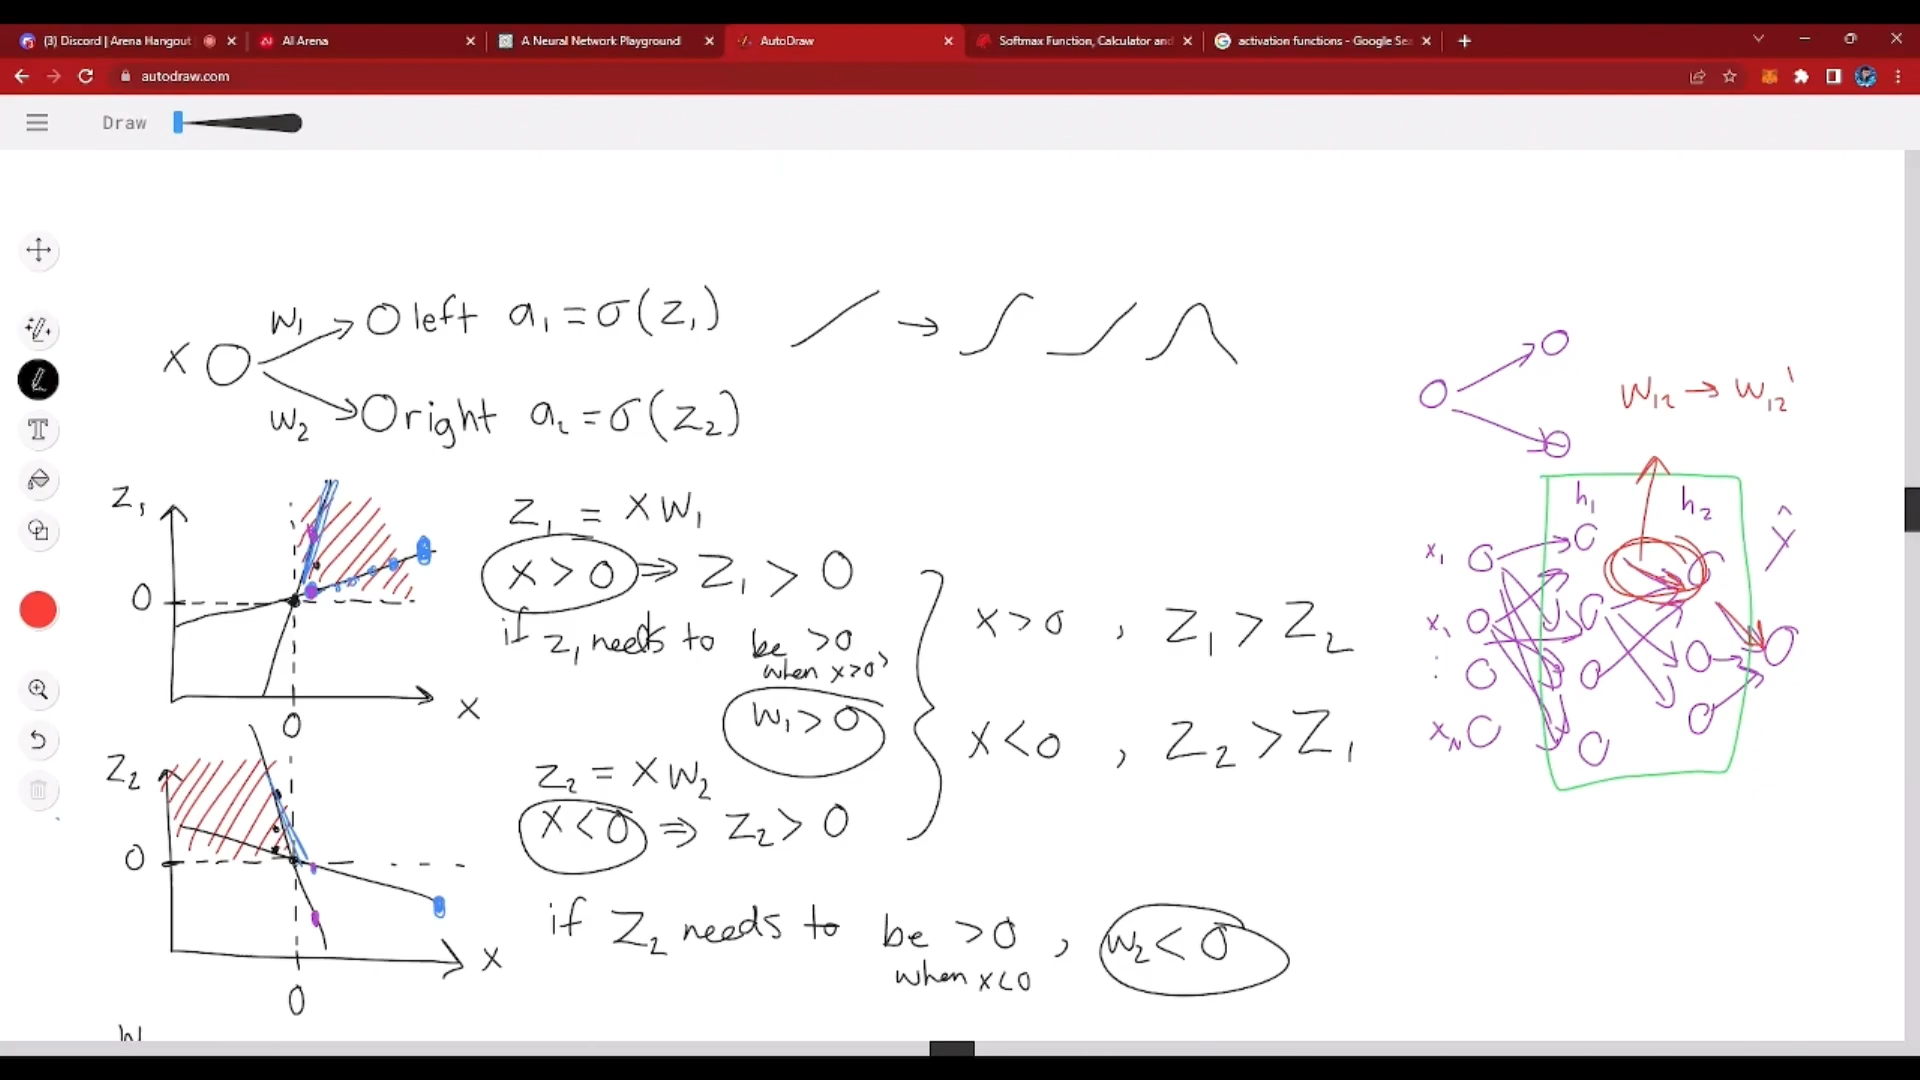 (3) Discord | Arena Hangout
AI Arena
A Neural Network Playground
AutoDraw
Softmax Function, Calculator and
activation functions - Google Se
autodraw.com
Draw
x w₁ left a₁ = σ(z₁)
w₂ right a₂ = σ(z₂)
w₁₂ → w₁₂'
z₁
0
0
x
z₁ = x w₁
x > 0 ⇒ z₁ > 0
if z₁ needs to be >0
when x>0,
w₁ > 0
x > 0 , z₁ > z₂
x < 0 , z₂ > z₁
h₁ h₂ ŷ
x₁
x₁
:
x_N
z₂
0
0
x
z₂ = x w₂
x < 0 ⇒ z₂ > 0
if z₂ needs to be >0 , w₂ < 0
when x<0